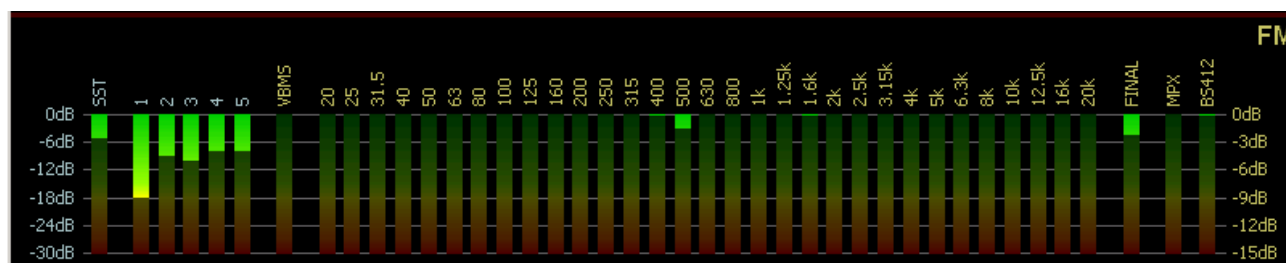 FM
SST 1 2 3 4 5 VBMS 20 25 31.5 40 50 63 80 100 125 160 200 250 315 400 500 630 800 1k 1.25k 1.6k 2k 2.5k 3.15k 4k 5k 6.3k 8k 10k 12.5k 16k 20k FINAL MPX BS412
0dB 0dB
-6dB -3dB
-12dB -6dB
-18dB -9dB
-24dB -12dB
-30dB -15dB